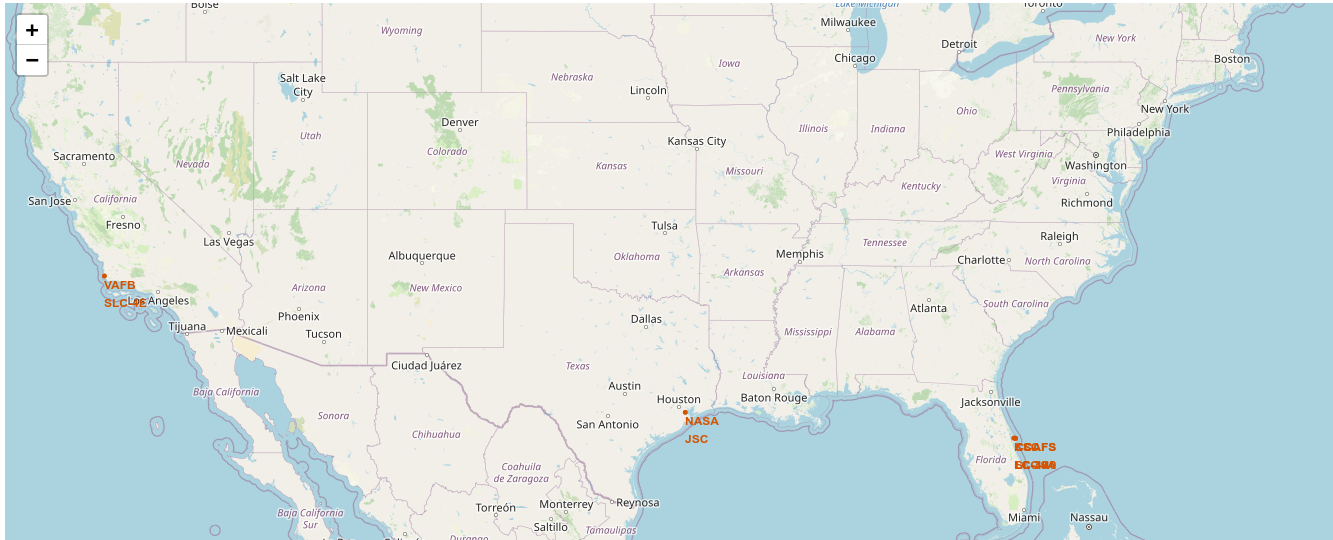 Boise
Lake Michigan
Toronto
+
−
Wyoming
Milwaukee
Detroit
New York
Boston
Chicago
Iowa
Nebraska
Salt Lake
City
Lincoln
Pennsylvania
New York
Ohio
Denver
Utah
Illinois
Indiana
Philadelphia
Kansas City
Colorado
West Virginia
Washington
Sacramento
Nevada
Kansas
Missouri
Kentucky
Virginia
San Jose
California
Richmond
Fresno
Tulsa
Las Vegas
Raleigh
Tennessee
Albuquerque
Oklahoma
Memphis
Charlotte
North Carolina
Arkansas
VAFB
SLC-4E
Los Angeles
Arizona
New Mexico
South Carolina
Atlanta
Phoenix
Dallas
Tijuana
Mexicali
Tucson
Mississippi
Alabama
Ciudad Juárez
Texas
Louisiana
Austin
Baja California
Houston
Baton Rouge
Jacksonville
Sonora
San Antonio
NASA
JSC
Chihuahua
Florida
Coahuila
de Zaragoza
Torreón
Monterrey
Reynosa
Baja California
Sur
Saltillo
Tamaulipas
Miami
Nassau
Durango